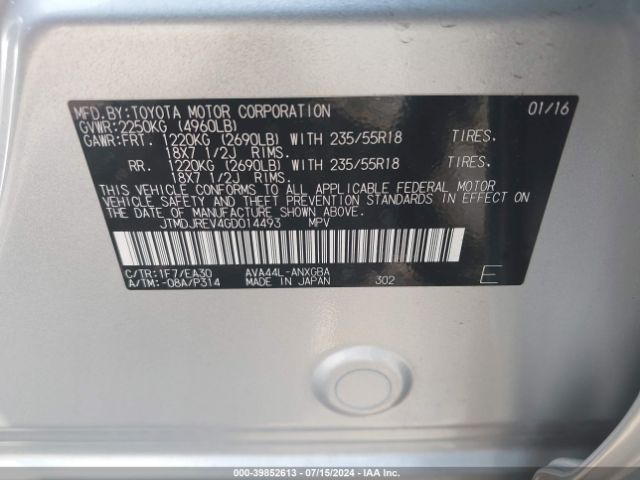 MFD.BY:TOYOTA MOTOR CORPORATION 01/16
GVWR:2250KG (4960LB)
GAWR:FRT. 1220KG (2690LB) WITH 235/55R18 TIRES.
18X7 1/2J RIMS.
RR. 1220KG (2690LB) WITH 235/55R18 TIRES.
18X7 1/2J RIMS.
THIS VEHICLE CONFORMS TO ALL APPLICABLE FEDERAL MOTOR
VEHICLE SAFETY AND THEFT PREVENTION STANDARDS IN EFFECT ON
THE DATE OF MANUFACTURE SHOWN ABOVE.
JTMDJREV4GD014493 MPV
C/TR:1F7/EA30 AVA44L-ANXGBA
A/TM:-08A/P314 MADE IN JAPAN 302 E
000-39852613 - 07/15/2024 - IAA Inc.